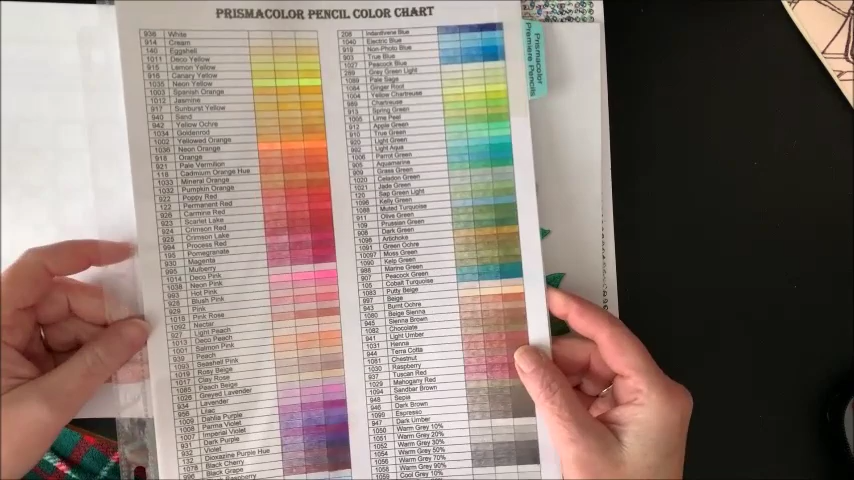 PRISMACOLOR PENCIL COLOR CHART
938 White
914 Cream
140 Eggshell
1011 Deco Yellow
915 Lemon Yellow
916 Canary Yellow
1035 Neon Yellow
1003 Spanish Orange
1012 Jasmine
917 Sunburst Yellow
940 Sand
942 Yellow Ochre
1034 Goldenrod
1002 Yellowed Orange
1036 Neon Orange
918 Orange
921 Pale Vermilion
118 Cadmium Orange Hue
1033 Mineral Orange
1032 Pumpkin Orange
922 Poppy Red
122 Permanent Red
926 Carmine Red
923 Scarlet Lake
924 Crimson Red
925 Crimson Lake
994 Process Red
195 Pomegranate
930 Magenta
995 Mulberry
1014 Deco Pink
1038 Neon Pink
993 Hot Pink
928 Blush Pink
929 Pink
1018 Pink Rose
1092 Nectar
927 Light Peach
1013 Deco Peach
1001 Salmon Pink
939 Peach
1093 Seashell Pink
1019 Rosy Beige
1017 Clay Rose
1085 Peach Beige
1026 Greyed Lavender
934 Lavender
956 Lilac
1009 Dahlia Purple
1008 Parma Violet
1007 Imperial Violet
931 Dark Purple
932 Violet
132 Dioxazine Purple Hue
1078 Black Cherry
996 Black Grape
208 Indanthrone Blue
1040 Electric Blue
919 Non-Photo Blue
903 True Blue
1027 Peacock Blue
289 Grey Green Light
1089 Pale Sage
1084 Ginger Root
1004 Yellow Chartreuse
989 Chartreuse
913 Spring Green
1005 Lime Peel
912 Apple Green
910 True Green
920 Light Green
992 Light Aqua
1006 Parrot Green
905 Aquamarine
909 Grass Green
1020 Celadon Green
1021 Jade Green
120 Sap Green Light
1096 Kelly Green
1088 Muted Turquoise
911 Olive Green
109 Prussian Green
908 Dark Green
1098 Artichoke
1091 Green Ochre
1097 Moss Green
1090 Kelp Green
988 Marine Green
907 Peacock Green
105 Cobalt Turquoise
1083 Putty Beige
997 Beige
943 Burnt Ochre
1080 Beige Sienna
945 Sienna Brown
1082 Chocolate
941 Light Umber
1031 Henna
944 Terra Cotta
1081 Chestnut
1030 Raspberry
937 Tuscan Red
1029 Mahogany Red
1094 Sandbar Brown
948 Sepia
946 Dark Brown
1099 Espresso
947 Dark Umber
1050 Warm Grey 10%
1051 Warm Grey 20%
1052 Warm Grey 30%
1054 Warm Grey 50%
1056 Warm Grey 70%
1058 Warm Grey 90%
1059 Cool Grey 10%
Prismacolor
Premiere Pencils